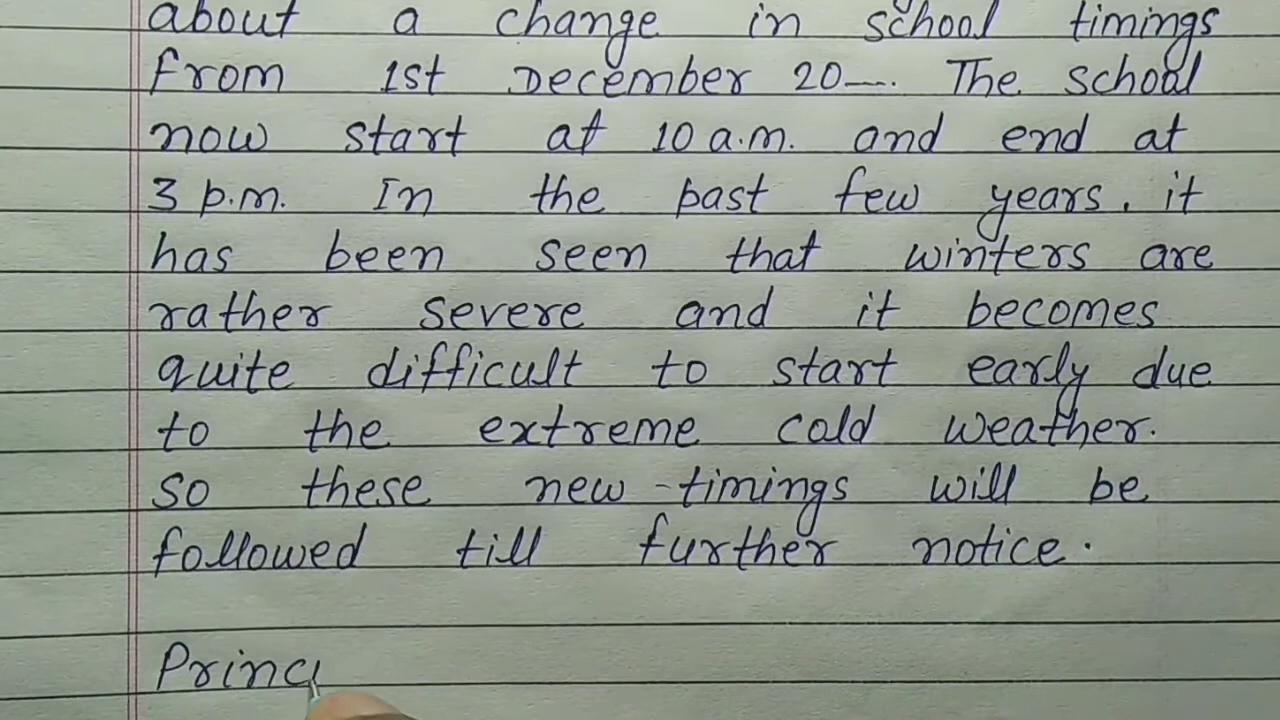 about a change in school timings
from 1st December 20—. The school
now start at 10 a.m. and end at
3 p.m. In the past few years, it
has been seen that winters are
rather severe and it becomes
quite difficult to start early due
to the extreme cold weather.
so these new timings will be
followed till further notice.
Princi